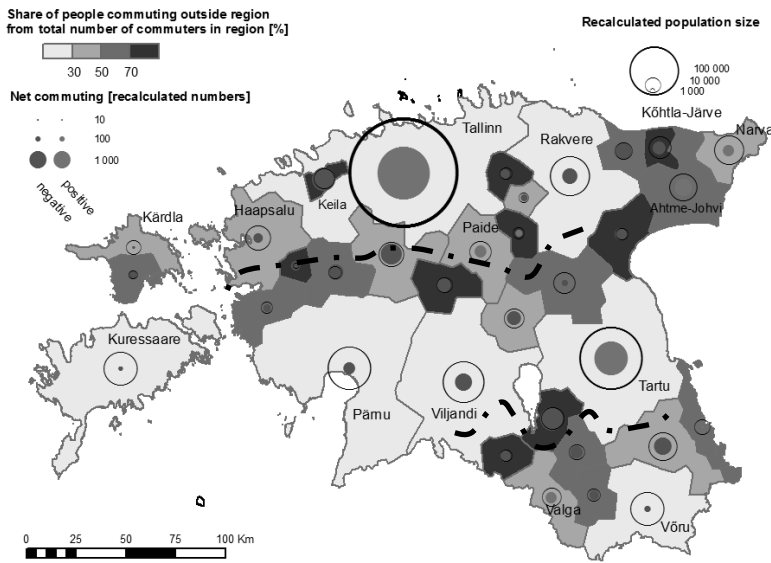 Share of people commuting outside region
from total number of commuters in region [%]
30 50 70
Net commuting [recalculated numbers]
10
100
1 000
negative
positive
Recalculated population size
100 000
10 000
1 000
Kõhtla-Järve
Narva
Tallinn
Rakvere
Keila
Haapsalu
Kärdla
Ahtme-Johvi
Paide
Kuressaare
Pärnu
Viljandi
Tartu
Valga
Võru
0 25 50 75 100 Km